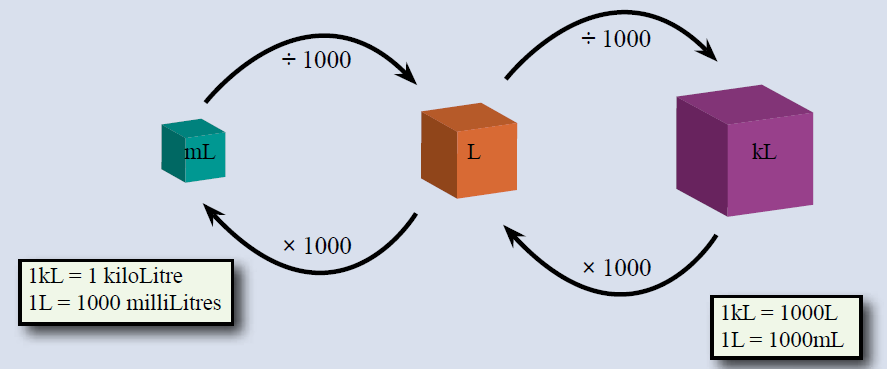 ÷ 1000
÷ 1000
mL
L
kL
× 1000
× 1000
1kL = 1 kiloLitre
1L = 1000 milliLitres
1kL = 1000L
1L = 1000mL